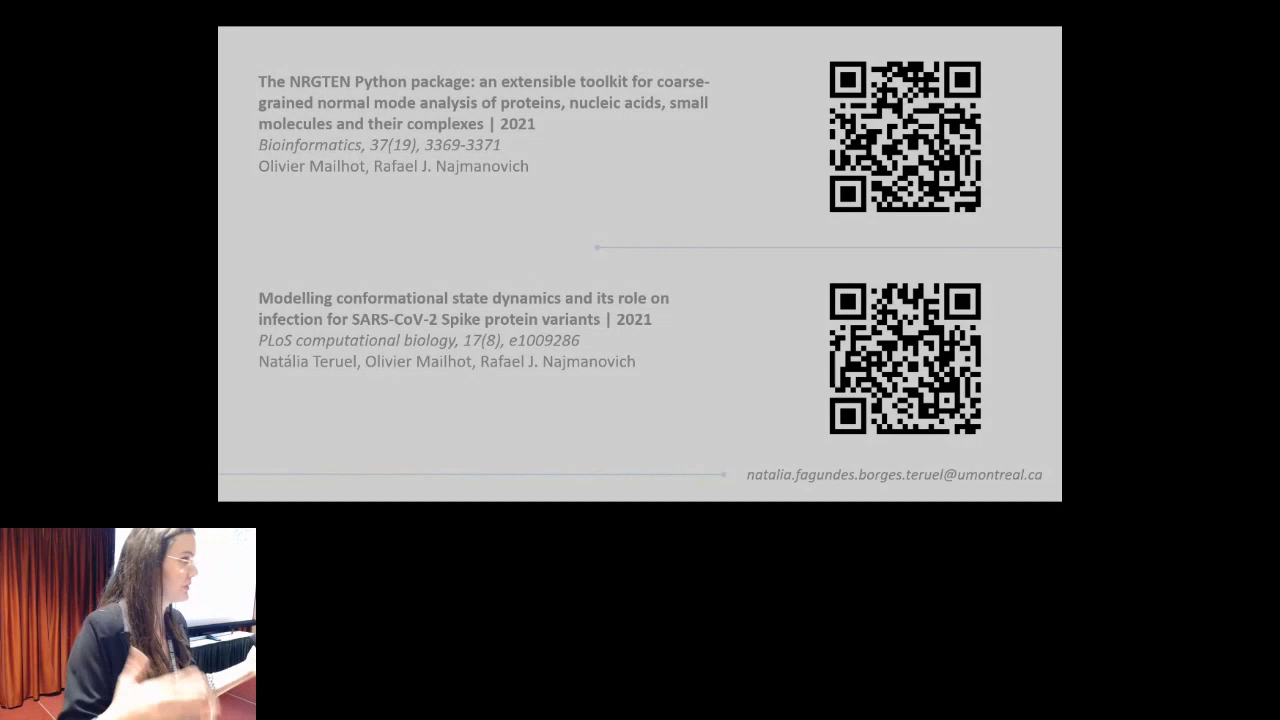 The NRGTEN Python package: an extensible toolkit for coarse-
grained normal mode analysis of proteins, nucleic acids, small
molecules and their complexes | 2021
Bioinformatics, 37(19), 3369-3371
Olivier Mailhot, Rafael J. Najmanovich
Modelling conformational state dynamics and its role on
infection for SARS-CoV-2 Spike protein variants | 2021
PLoS computational biology, 17(8), e1009286
Natália Teruel, Olivier Mailhot, Rafael J. Najmanovich
natalia.fagundes.borges.teruel@umontreal.ca